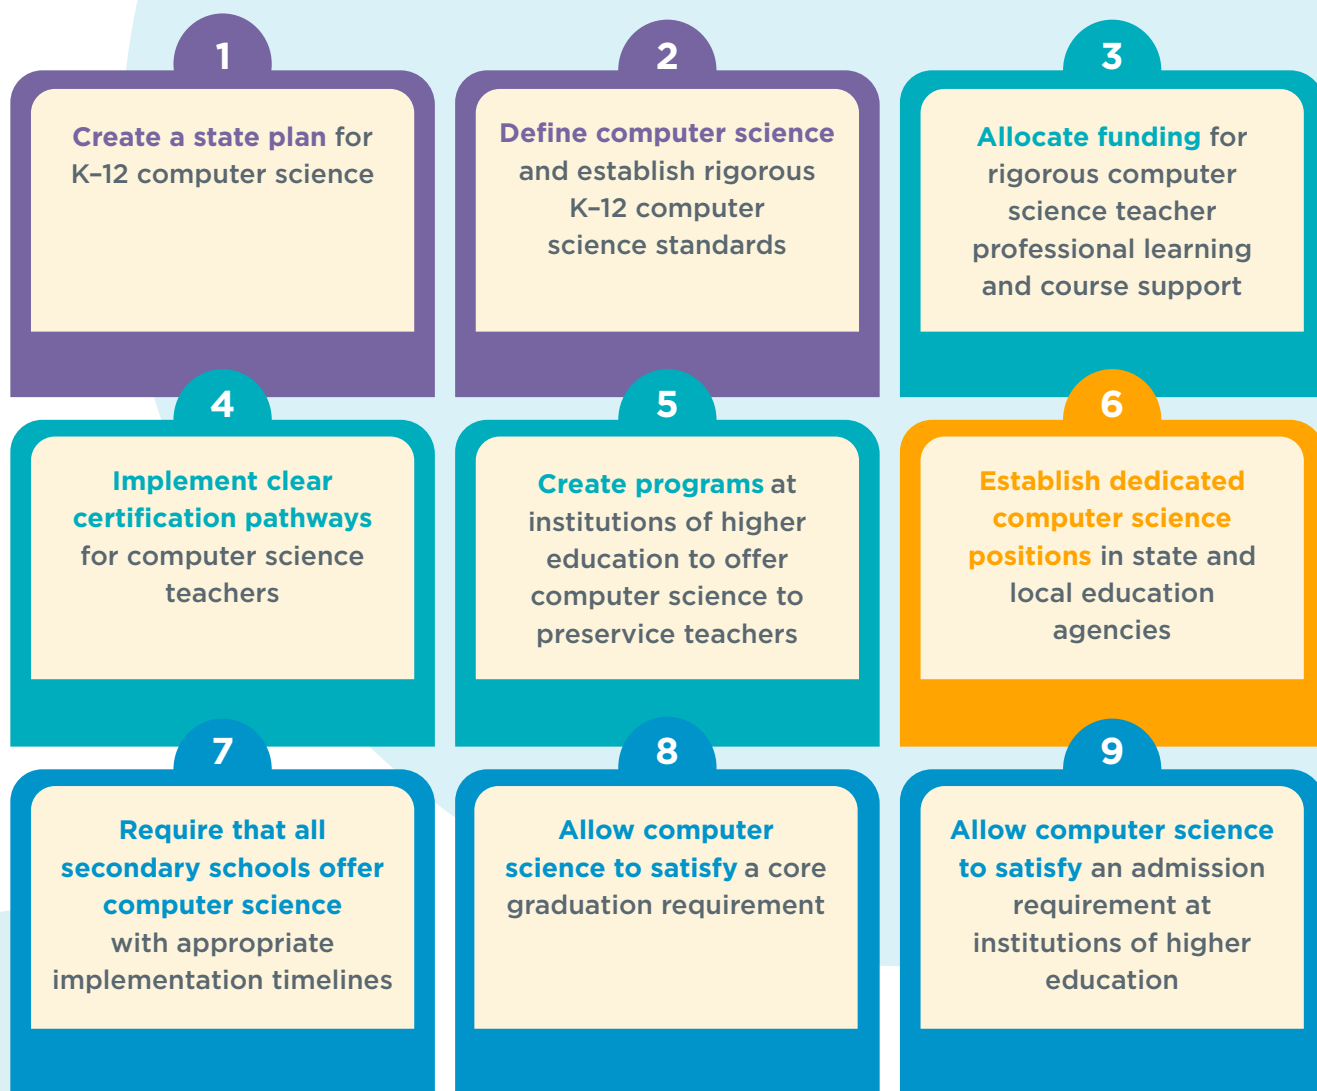 1
Create a state plan for
K–12 computer science
2
Define computer science
and establish rigorous
K–12 computer
science standards
3
Allocate funding for
rigorous computer
science teacher
professional learning
and course support
4
Implement clear
certification pathways
for computer science
teachers
5
Create programs at
institutions of higher
education to offer
computer science to
preservice teachers
6
Establish dedicated
computer science
positions in state and
local education
agencies
7
Require that all
secondary schools offer
computer science
with appropriate
implementation timelines
8
Allow computer
science to satisfy a core
graduation requirement
9
Allow computer science
to satisfy an admission
requirement at
institutions of higher
education